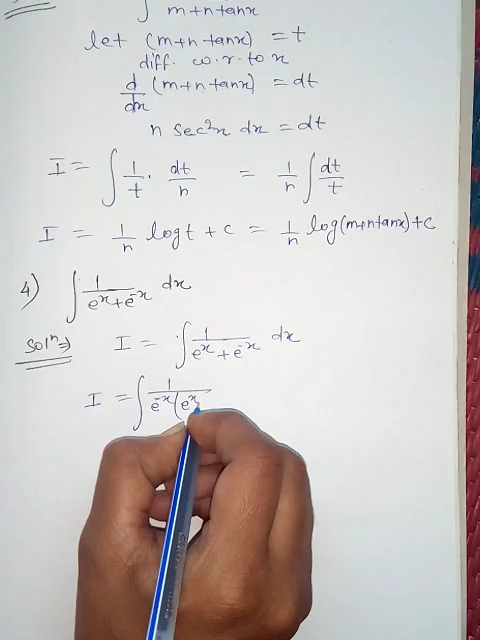 ∫ m+n tanx
let (m+n tanx) = t
diff. w.r. to x
d/dx (m+n tanx) = dt
n sec²x dx = dt
I = ∫ 1/t · dt/n = 1/n ∫ dt/t
I = 1/n log t + c = 1/n log(m+n tanx) + c
4) ∫ 1/(eˣ+e⁻ˣ) dx
Solⁿ ⇒ I = ∫ 1/(eˣ+e⁻ˣ) dx
I = ∫ 1/(e⁻ˣ(eˣ